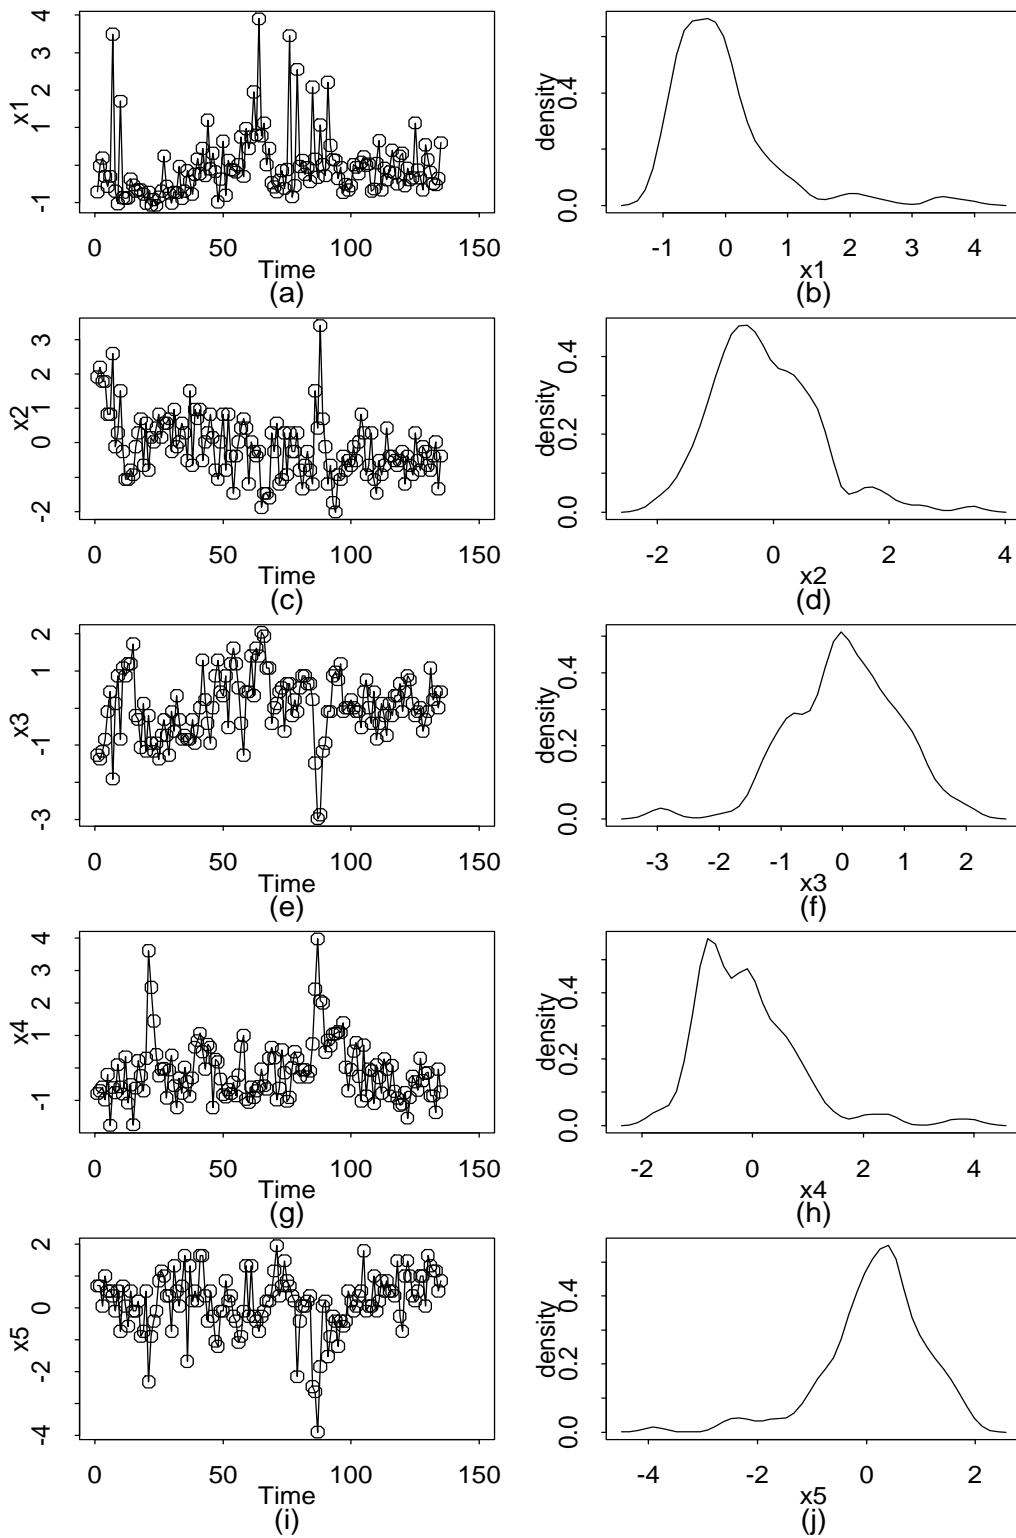 x1
4
2
1
-1
0 50 100 150
Time
(a)
density
0.4
0.0
-1 0 1 2 3 4
x1
(b)
x2
3
2
1
0
-2
0 50 100 150
Time
(c)
density
0.4
0.2
0.0
-2 0 2 4
x2
(d)
x3
2
1
-1
-3
0 50 100 150
Time
(e)
density
0.4
0.2
0.0
-3 -2 -1 0 1 2
x3
(f)
x4
4
3
2
1
-1
0 50 100 150
Time
(g)
density
0.4
0.2
0.0
-2 0 2 4
x4
(h)
x5
2
0
-2
-4
0 50 100 150
Time
(i)
density
0.4
0.2
0.0
-4 -2 0 2
x5
(j)